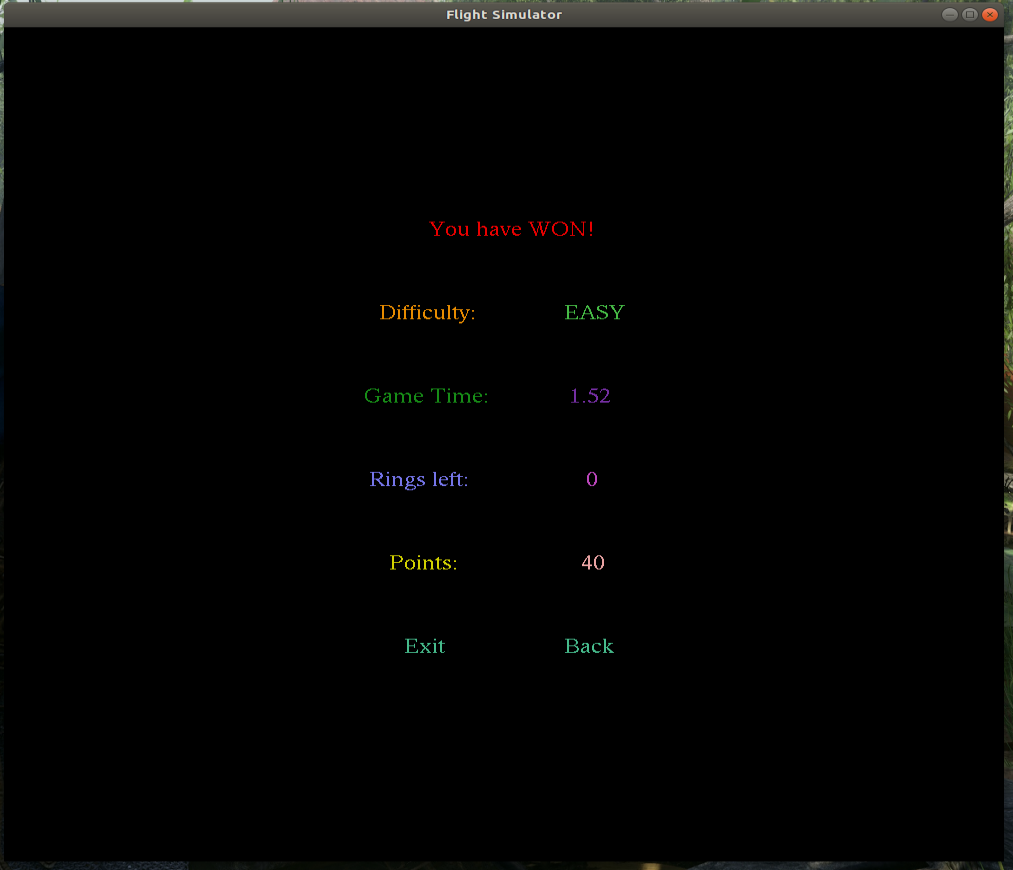 Flight Simulator
You have WON!
Difficulty: EASY
Game Time: 1.52
Rings left: 0
Points: 40
Exit Back